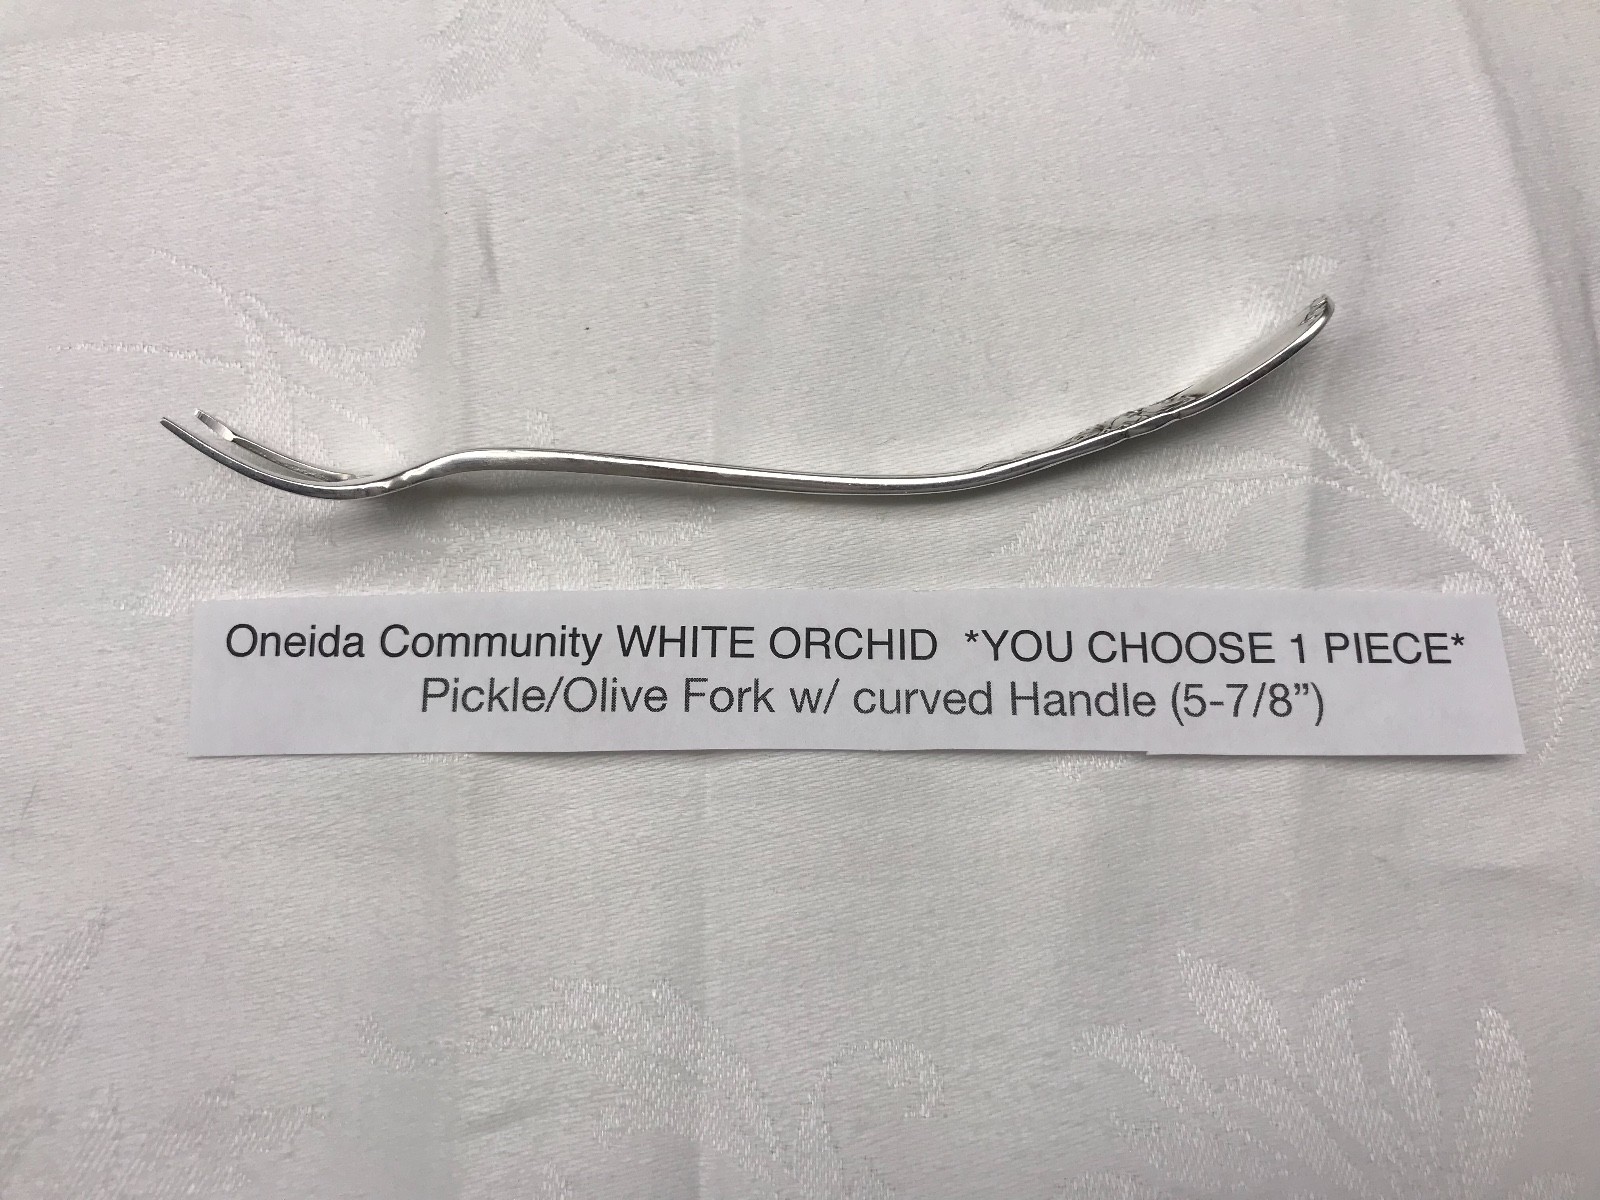 Oneida Community WHITE ORCHID *YOU CHOOSE 1 PIECE*
Pickle/Olive Fork w/ curved Handle (5-7/8”)